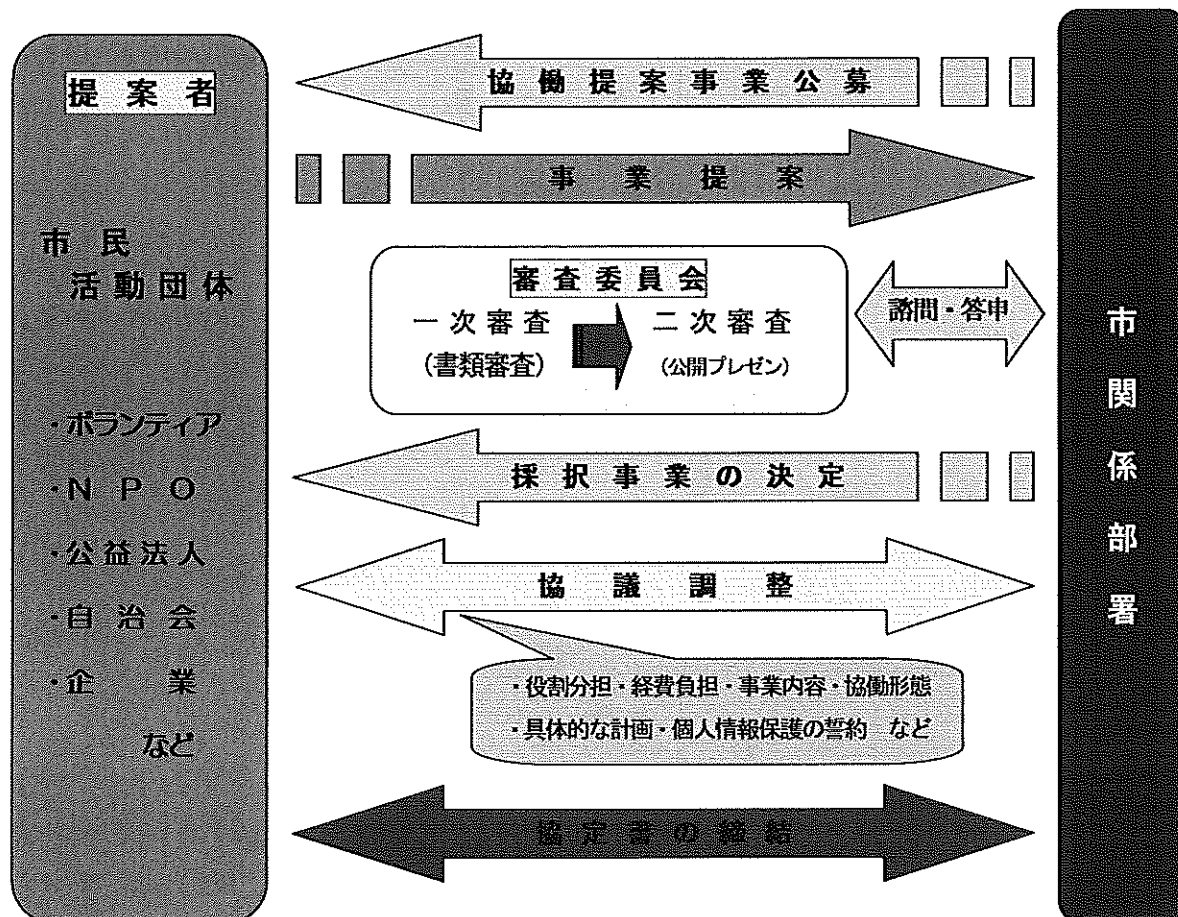 提案者
市民
活動団体
・ボランティア
・NPO
・公益法人
・自治会
・企業
など
協働提案事業公募
事業提案
審査委員会
一次審査
(書類審査)
二次審査
(公開プレゼン)
諮問・答申
採択事業の決定
協議調整
・役割分担・経費負担・事業内容・協働形態
・具体的な計画・個人情報保護の誓約 など
協定書の締結
市関係部署